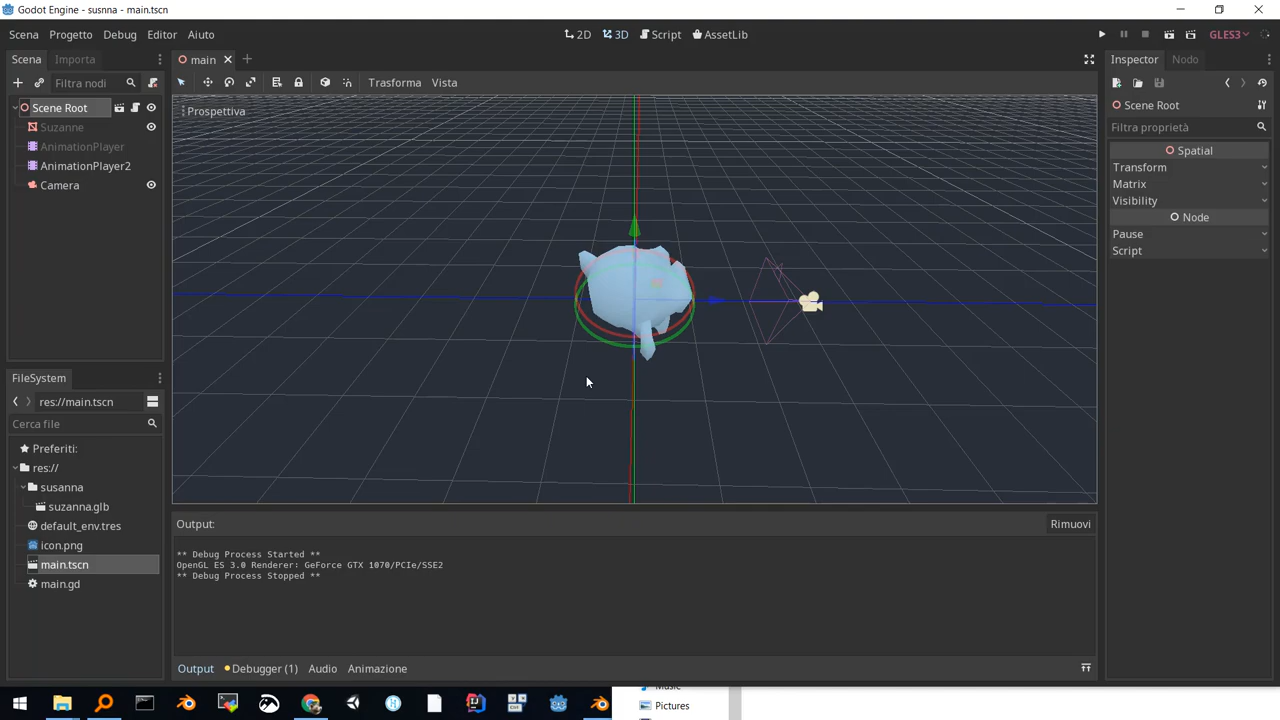 Godot Engine - susnna - main.tscn
Scena Progetto Debug Editor Aiuto
2D 3D Script AssetLib
GLES3
Scena Importa
main
Inspector Nodo
Filtra nodi
Trasforma Vista
Scene Root
Suzanne
AnimationPlayer
AnimationPlayer2
Camera
Prospettiva
Scene Root
Filtra proprietà
Spatial
Transform
Matrix
Visibility
Node
Pause
Script
FileSystem
res://main.tscn
Cerca file
Preferiti:
res://
susanna
suzanna.glb
default_env.tres
icon.png
main.tscn
main.gd
Output:
Rimuovi
** Debug Process Started **
OpenGL ES 3.0 Renderer: GeForce GTX 1070/PCIe/SSE2
** Debug Process Stopped **
Output Debugger (1) Audio Animazione
Music
Pictures